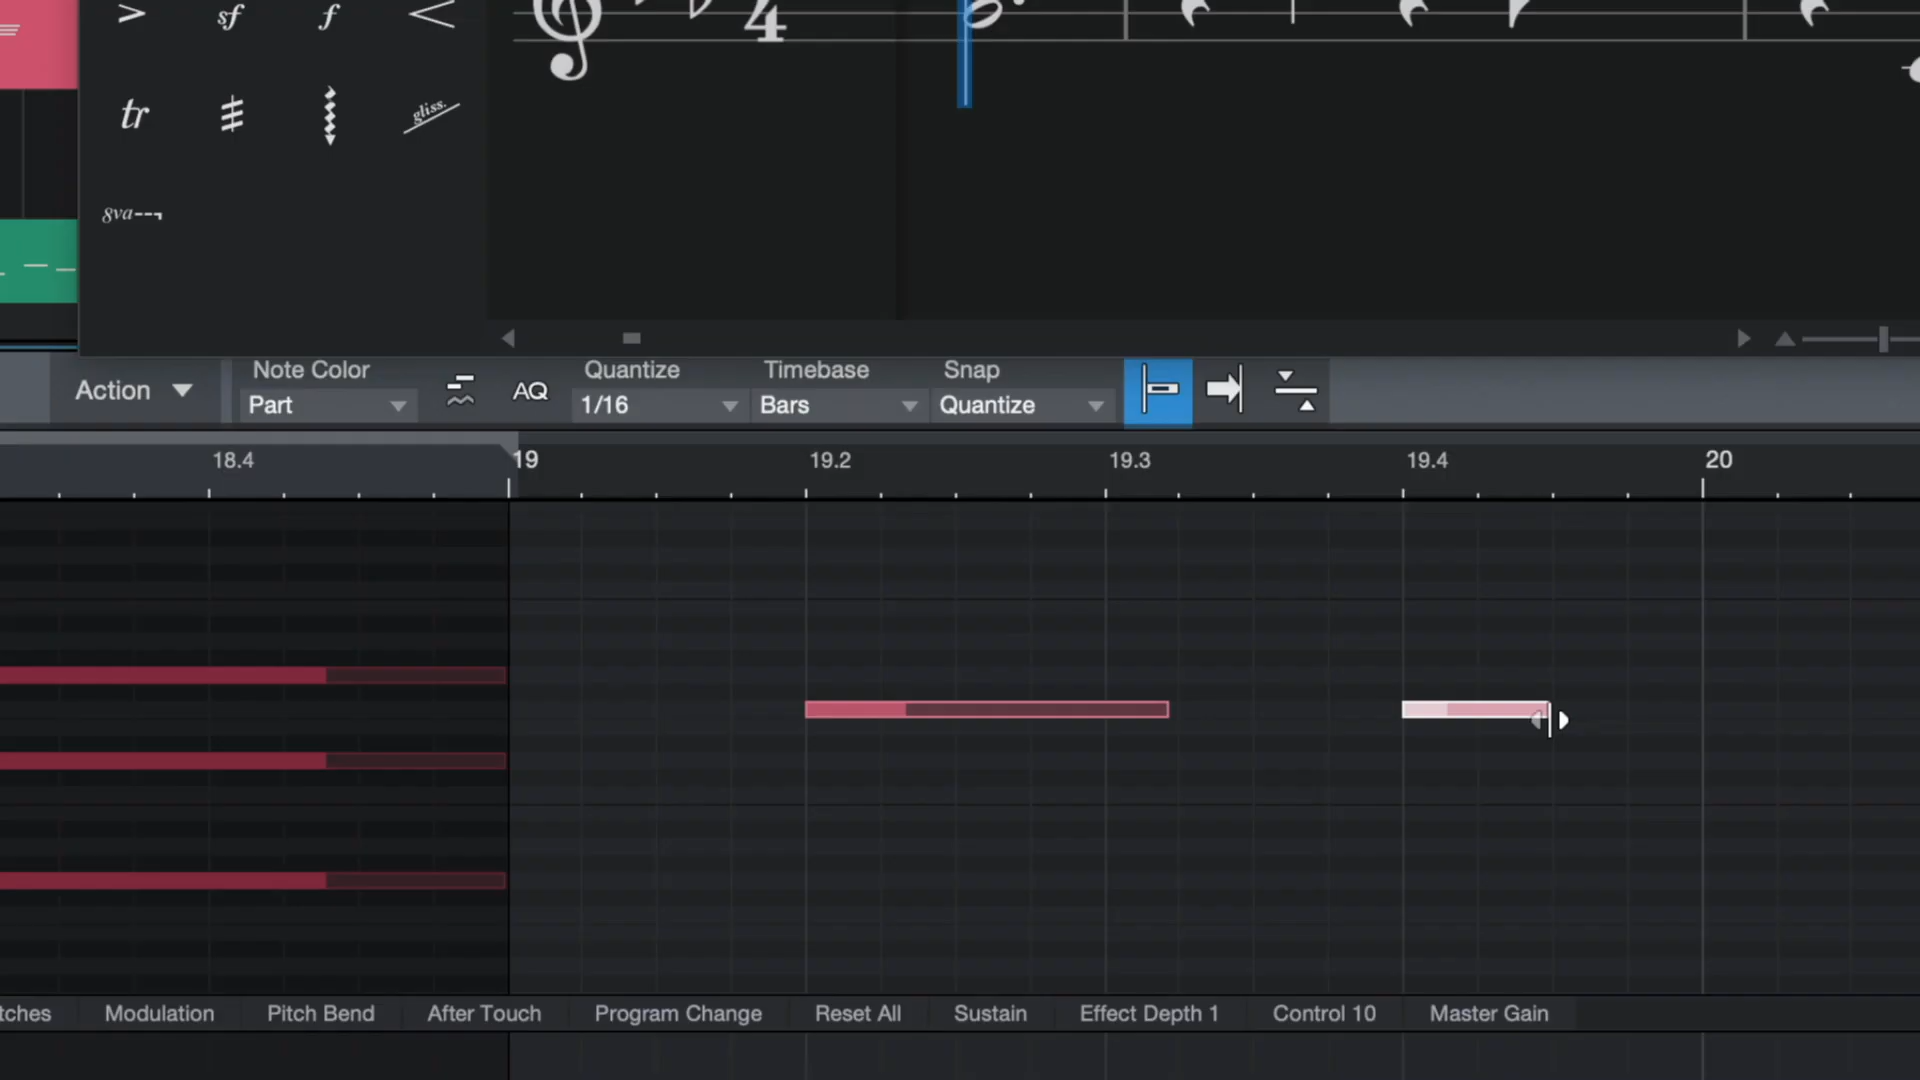 sf f
4
tr gliss.
8va
Note Color Quantize Timebase Snap
Action Part AQ 1/16 Bars Quantize
18.4 19 19.2 19.3 19.4 20
tches Modulation Pitch Bend After Touch Program Change Reset All Sustain Effect Depth 1 Control 10 Master Gain